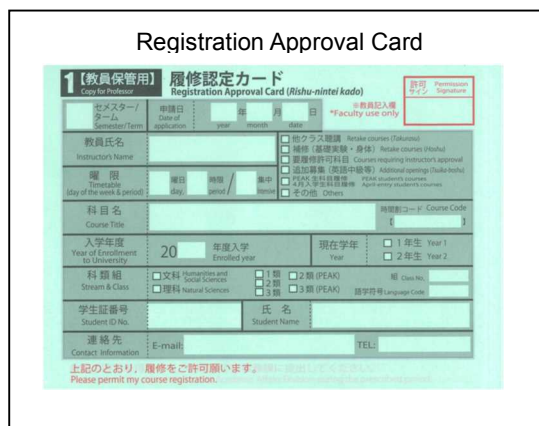 Registration Approval Card
1【教員保管用】 履修認定カード
Copy for Professor Registration Approval Card (Rishu-nintei kado)
許可 Permission
サイン Signature
セメスター/ターム Semester/Term
申請日 Date of application
年 year 月 month 日 date
※教員記入欄
*Faculty use only
教員氏名
Instructor's Name
□他クラス聴講 Retake courses (Takurasu)
□補修（基礎実験・身体） Retake courses (Hoshu)
□要履修許可科目 Courses requiring instructor's approval
□追加募集（英語中級等） Additional openings (Tsuika boshu)
□PEAK生科目履修 PEAK student's courses
4月入学生科目履修 April-entry student's courses
□その他 Others
曜限
Timetable
(day of the week & period)
曜日 day, 時限 period / 集中
科目名
Course Title
時間割コード Course Code
【 】
入学年度
Year of Enrollment to University
20 年度入学
Enrolled year
現在学年
Year
□1年生 Year 1
□2年生 Year 2
科類組
Stream & Class
□文科 Humanities and Social Sciences
□理科 Natural Sciences
□1類 □2類 (PEAK)
□2類
□3類 □3類 (PEAK)
組 Class No.
語学符号 Language Code
学生証番号
Student ID No.
氏名
Student Name
連絡先
Contact Information
E-mail:
TEL:
上記のとおり，履修をご許可願います。
Please permit my course registration.